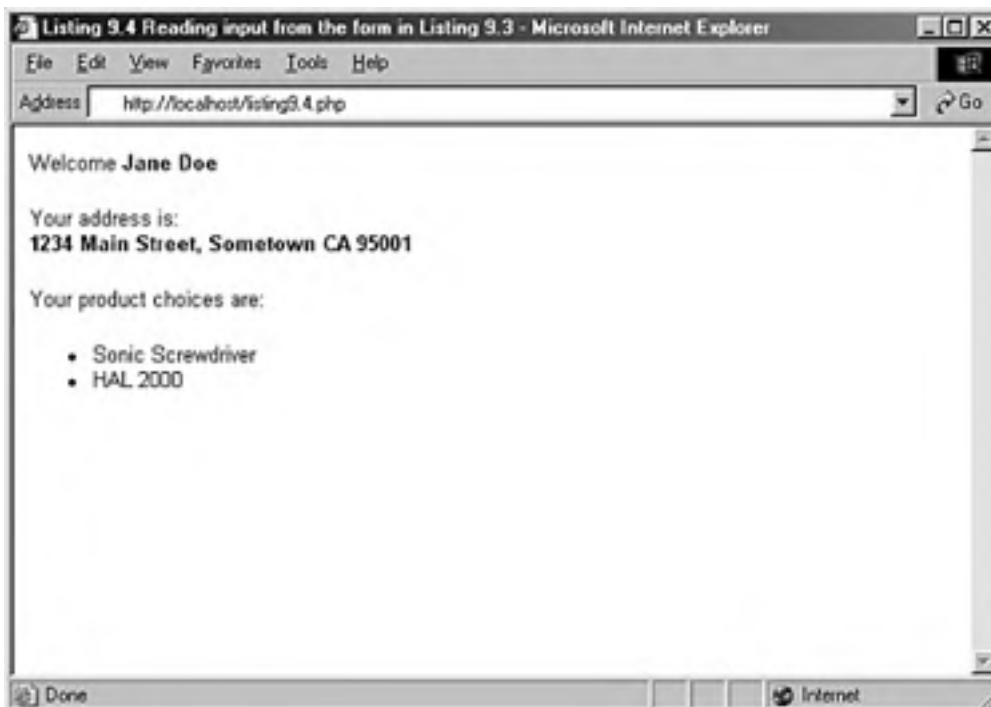 Listing 9.4 Reading input from the form in Listing 9.3 - Microsoft Internet Explorer
File Edit View Favorites Tools Help
Address http://localhost/listing9.4.php Go
Welcome Jane Doe
Your address is:
1234 Main Street, Sometown CA 95001
Your product choices are:
• Sonic Screwdriver
• HAL 2000
Done Internet